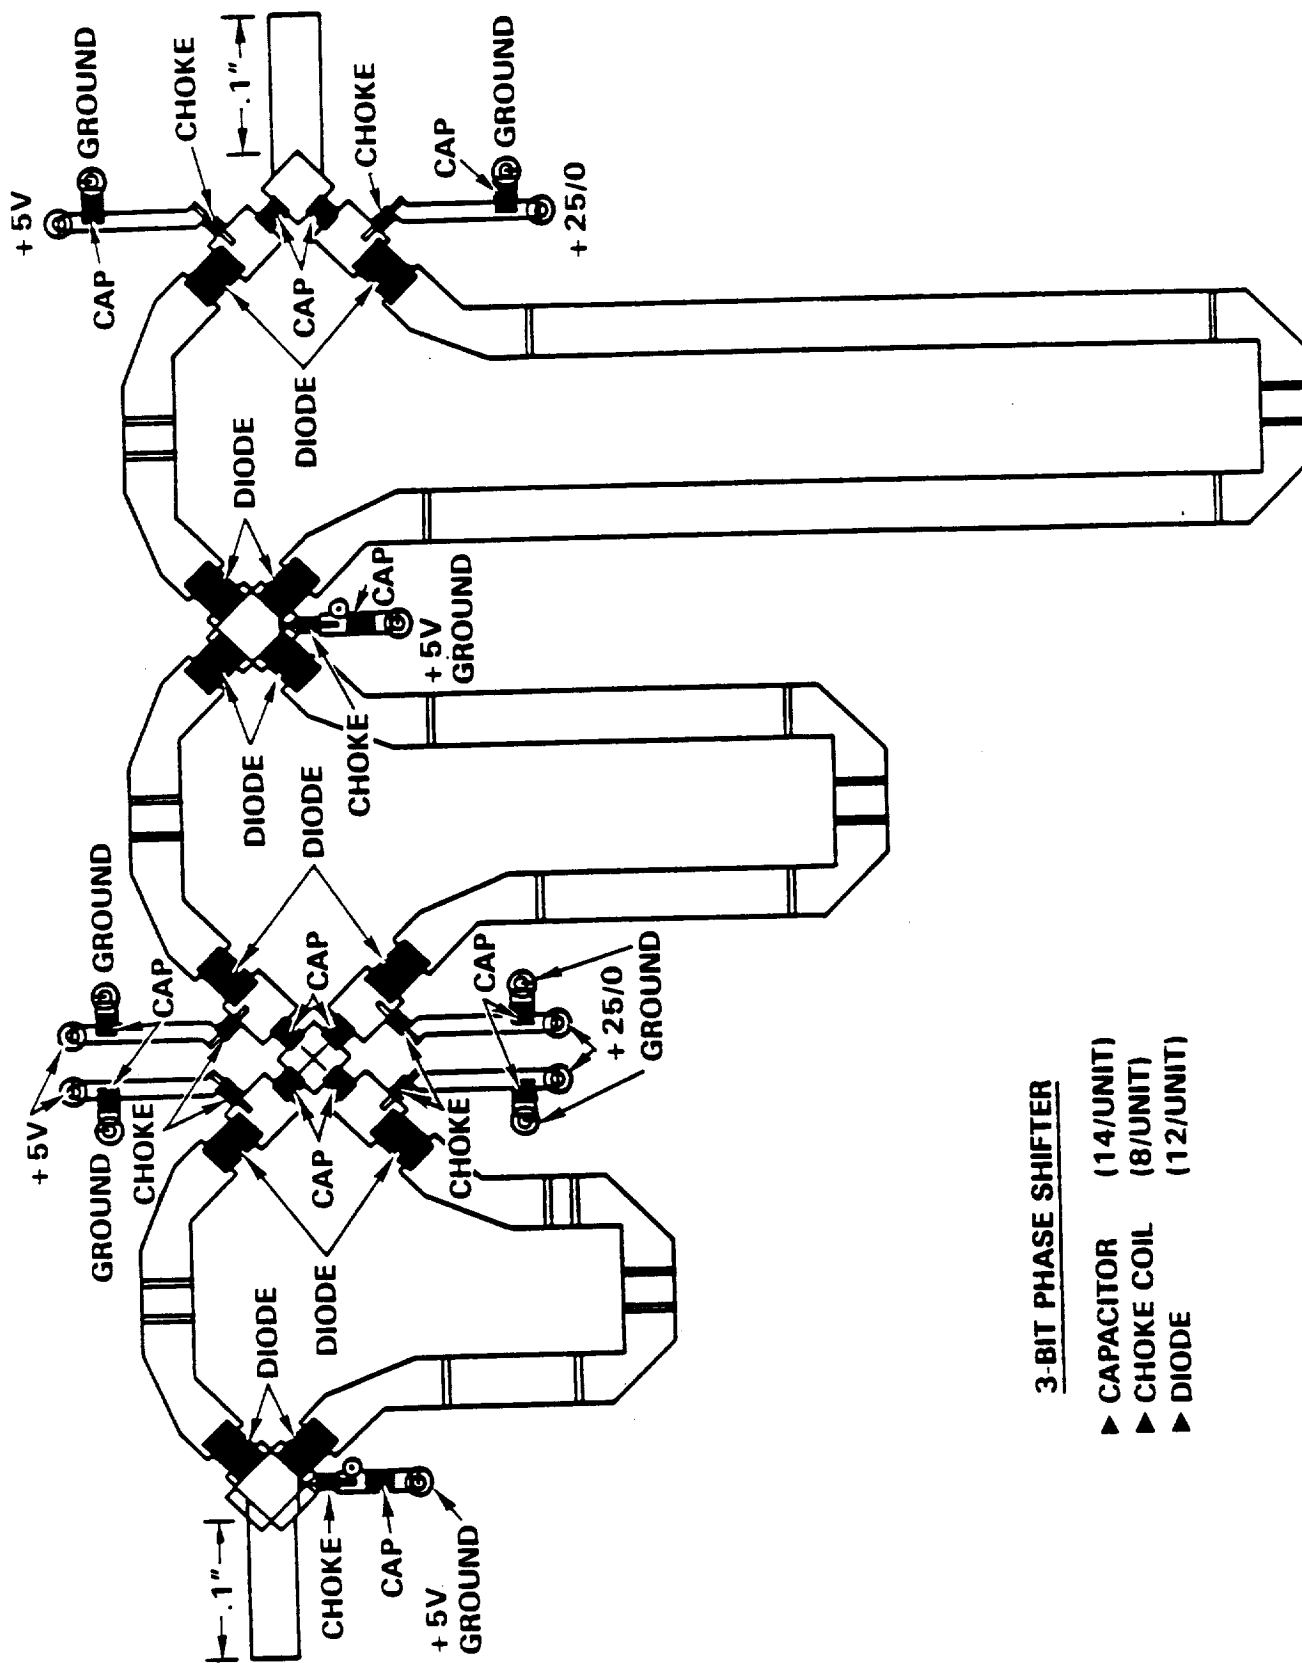 +5V
GROUND
CAP
CHOKE
.1"
CHOKE
CAP
GROUND
+25/0
CAP
DIODE
DIODE
CAP
+5V
GROUND
CHOKE
DIODE
DIODE
GROUND
CAP
CAP
CAP
GROUND
+25/0
+5V
GROUND
CHOKE
CAP
CHOKE
DIODE
DIODE
.1"
CHOKE
CAP
+5V
GROUND
3-BIT PHASE SHIFTER
▶ CAPACITOR (14/UNIT)
▶ CHOKE COIL (8/UNIT)
▶ DIODE (12/UNIT)